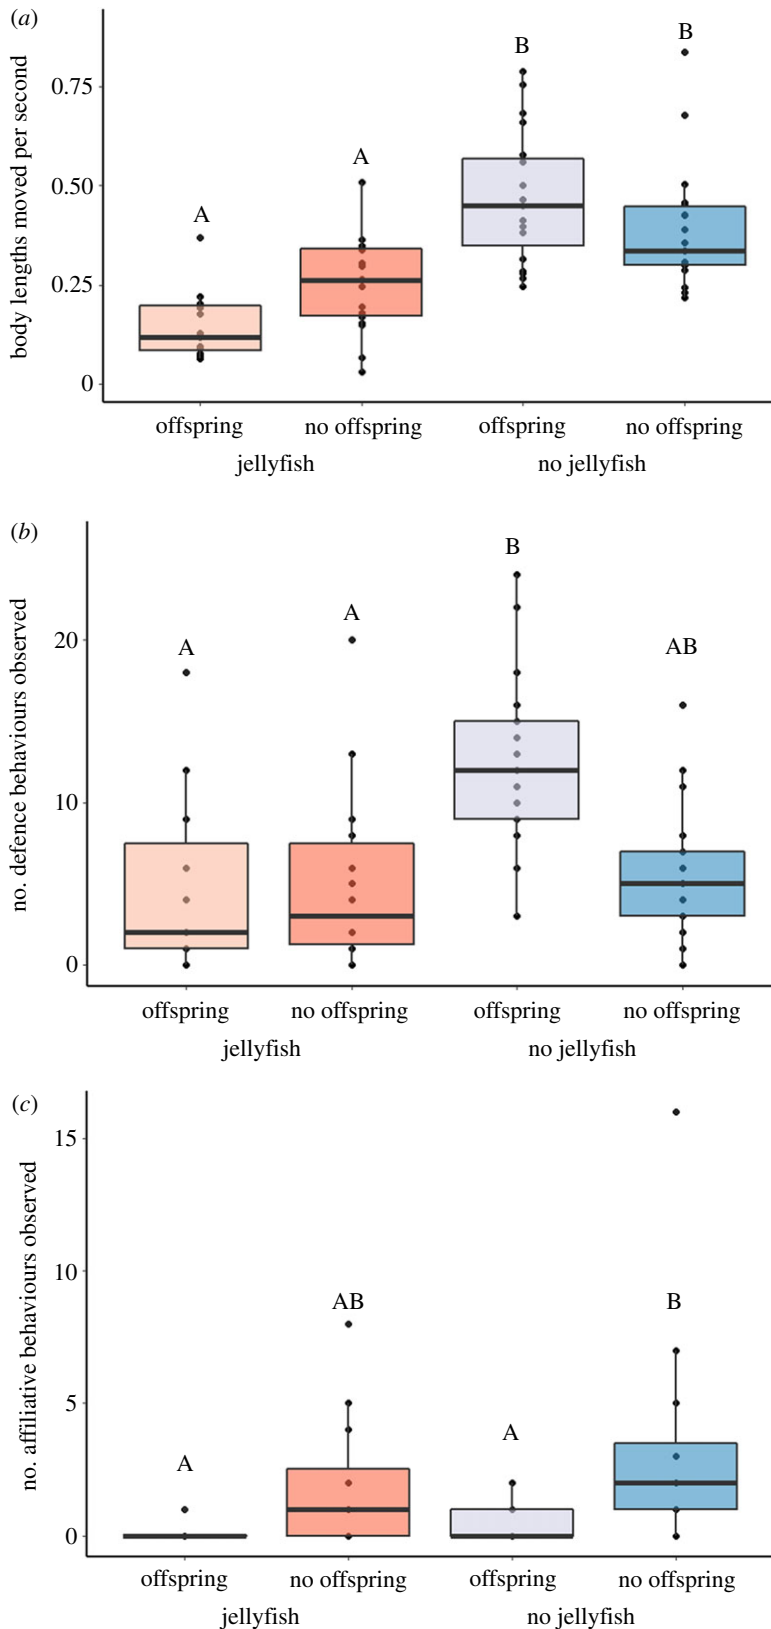 (a)
body lengths moved per second
0.75
0.50
0.25
0
A
A
B
B
offspring no offspring offspring no offspring
jellyfish no jellyfish
(b)
no. defence behaviours observed
20
10
0
A
A
B
AB
offspring no offspring offspring no offspring
jellyfish no jellyfish
(c)
no. affiliative behaviours observed
15
10
5
0
A
AB
A
B
offspring no offspring offspring no offspring
jellyfish no jellyfish